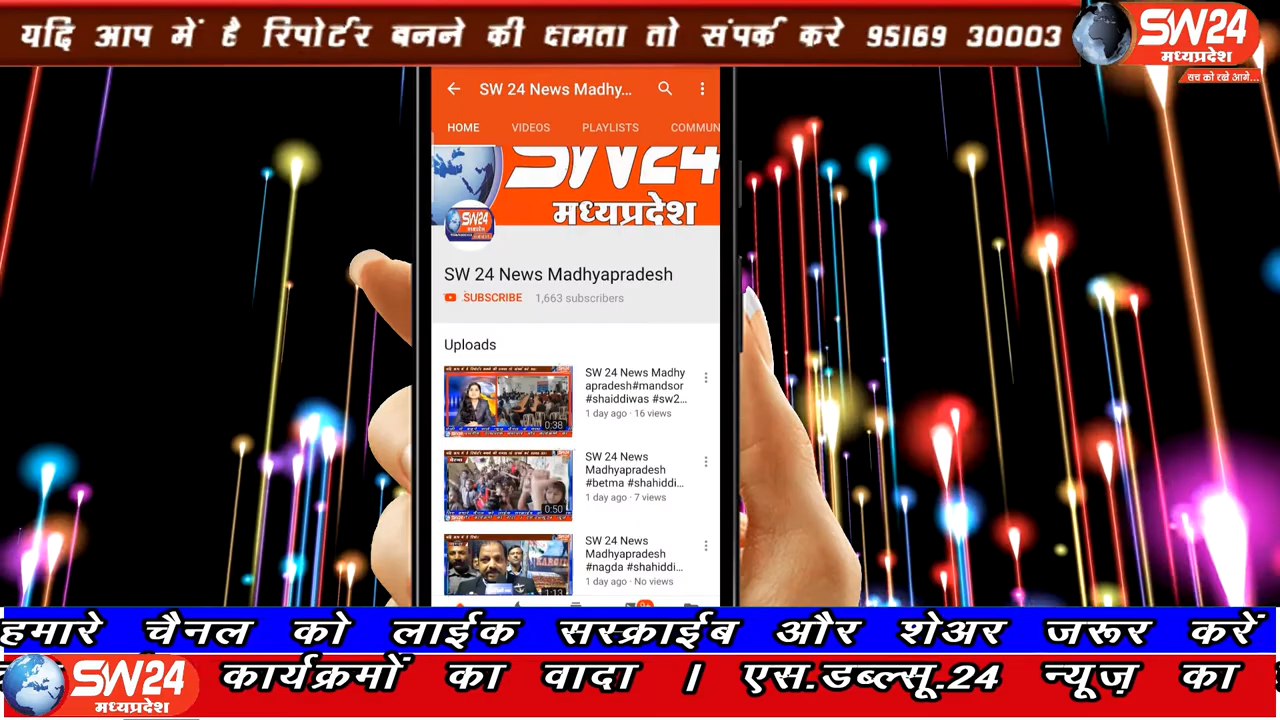 यदि आप में है रिपोर्टर बनने की क्षमता तो संपर्क करे 95169 30003
SW24
मध्यप्रदेश
सच को रखे आगे...
SW 24 News Madhy...
HOME VIDEOS PLAYLISTS COMMUN
SW24
मध्यप्रदेश
SW24
SW 24 News Madhyapradesh
SUBSCRIBE 1,663 subscribers
Uploads
SW 24 News Madhy
apradesh#mandsor
#shaiddiwas #sw2...
1 day ago · 16 views
0:38
SW 24 News
Madhyapradesh
#betma #shahiddi...
1 day ago · 7 views
0:50
SW 24 News
Madhyapradesh
#nagda #shahiddi...
1 day ago · No views
1:13
हमारे चैनल को लाईक सस्क्राईब और शेअर जरूर करें
SW24
मध्यप्रदेश
कार्यक्रमों का वादा । एस.डब्ल्सू.24 न्यूज़ का